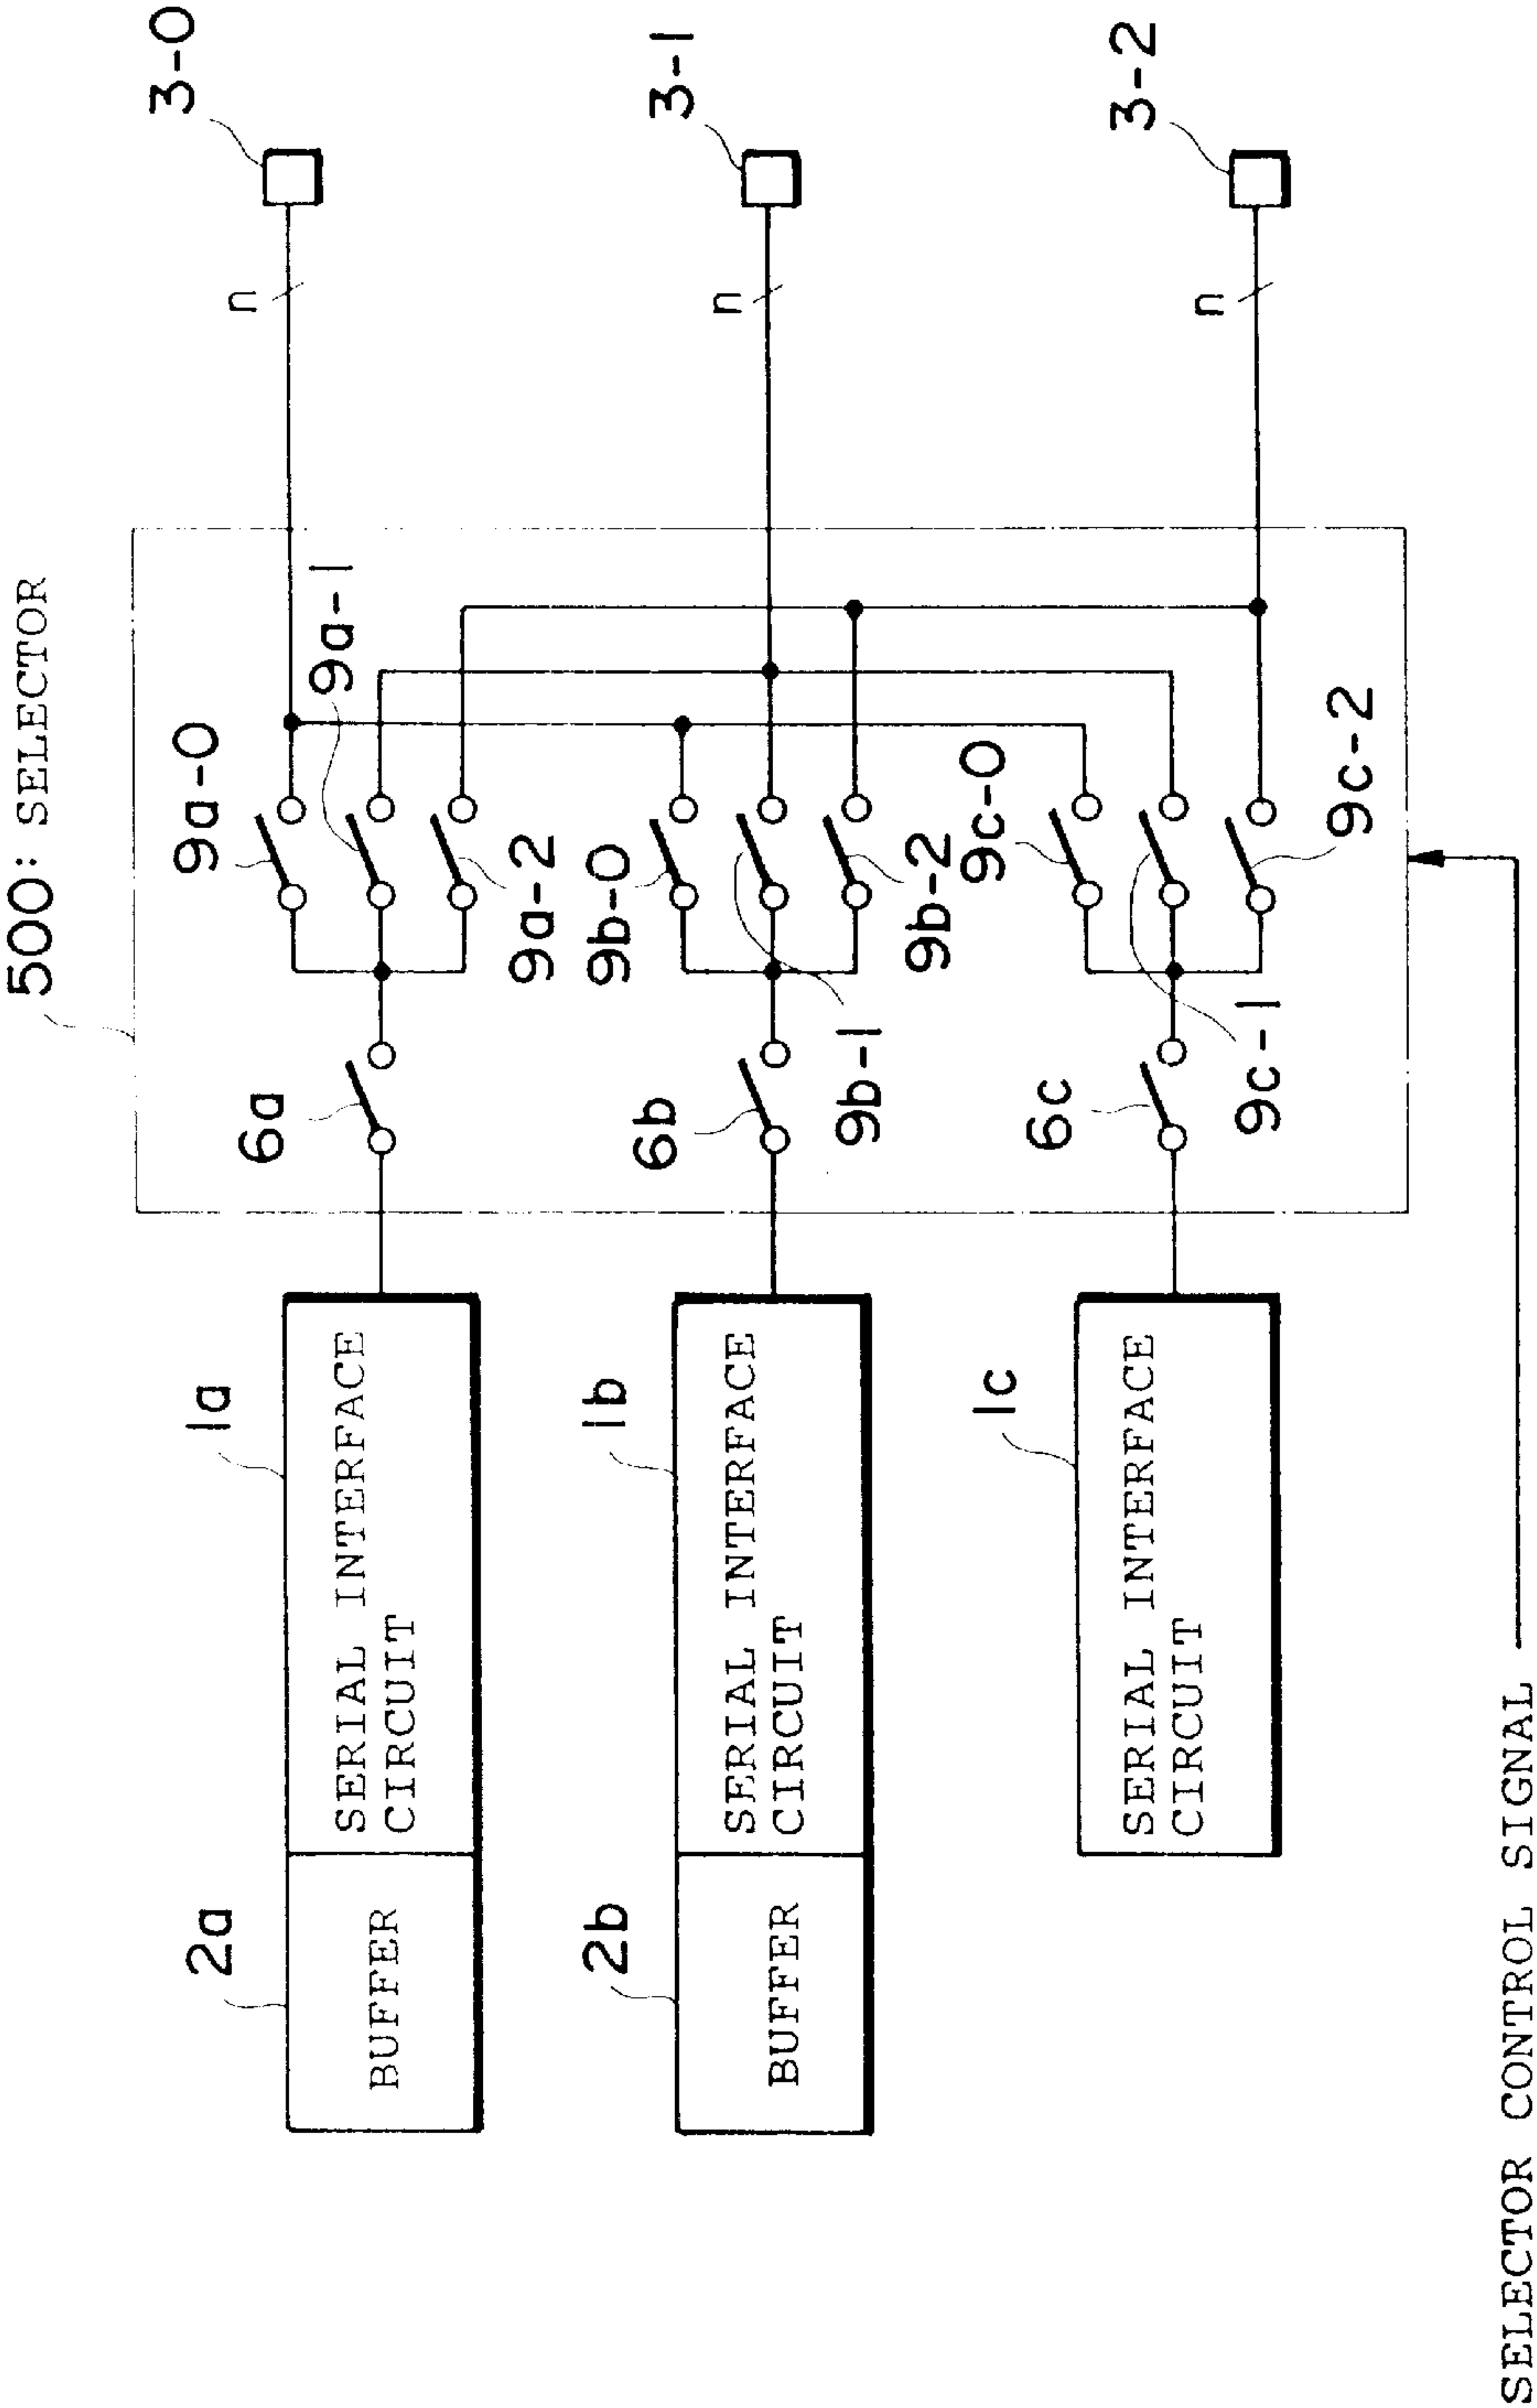 500: SELECTOR
3-0
n
9a-0
9a-1
9a-2
6a
1a
SERIAL INTERFACE
CIRCUIT
2a
BUFFER
3-1
n
9b-0
9b-1
9b-2
6b
1b
SERIAL INTERFACE
CIRCUIT
2b
BUFFER
3-2
n
9c-0
9c-1
9c-2
6c
1c
SERIAL INTERFACE
CIRCUIT
SELECTOR CONTROL SIGNAL